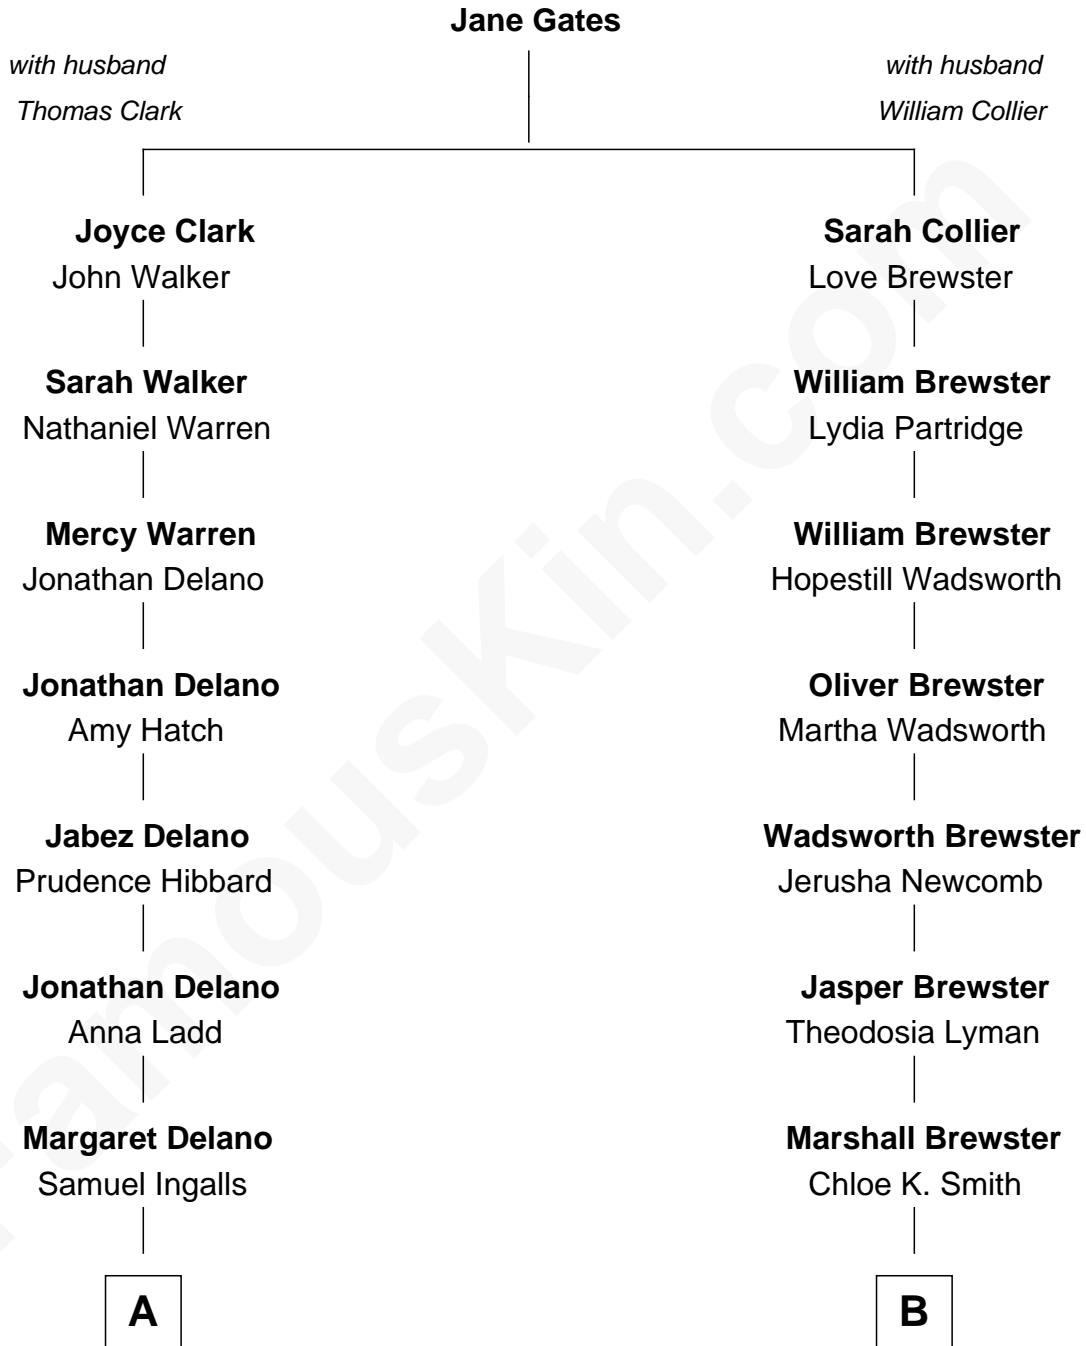 Jane Gates
with husband
Thomas Clark
with husband
William Collier
Joyce Clark
John Walker
Sarah Collier
Love Brewster
Sarah Walker
Nathaniel Warren
William Brewster
Lydia Partridge
Mercy Warren
Jonathan Delano
William Brewster
Hopestill Wadsworth
Jonathan Delano
Amy Hatch
Oliver Brewster
Martha Wadsworth
Jabez Delano
Prudence Hibbard
Wadsworth Brewster
Jerusha Newcomb
Jonathan Delano
Anna Ladd
Jasper Brewster
Theodosia Lyman
Margaret Delano
Samuel Ingalls
Marshall Brewster
Chloe K. Smith
A
B
FamousKin.com